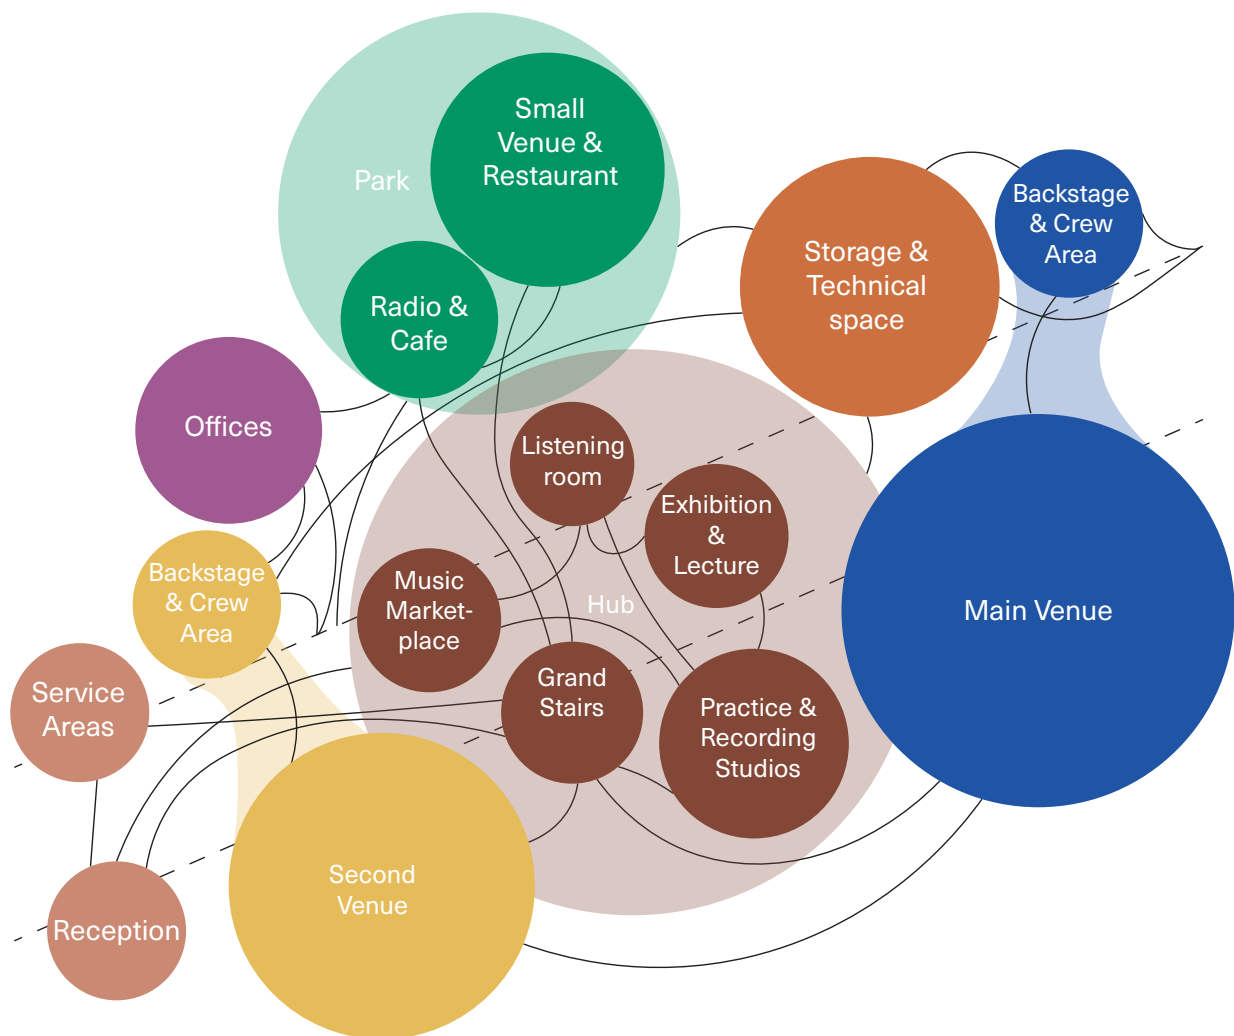 Small
Venue &
Restaurant
Park
Backstage
& Crew
Area
Storage &
Technical
space
Radio &
Cafe
Offices
Listening
room
Exhibition
&
Lecture
Backstage
& Crew
Area
Music
Market-
place
Hub
Main Venue
Service
Areas
Grand
Stairs
Practice &
Recording
Studios
Second
Venue
Reception